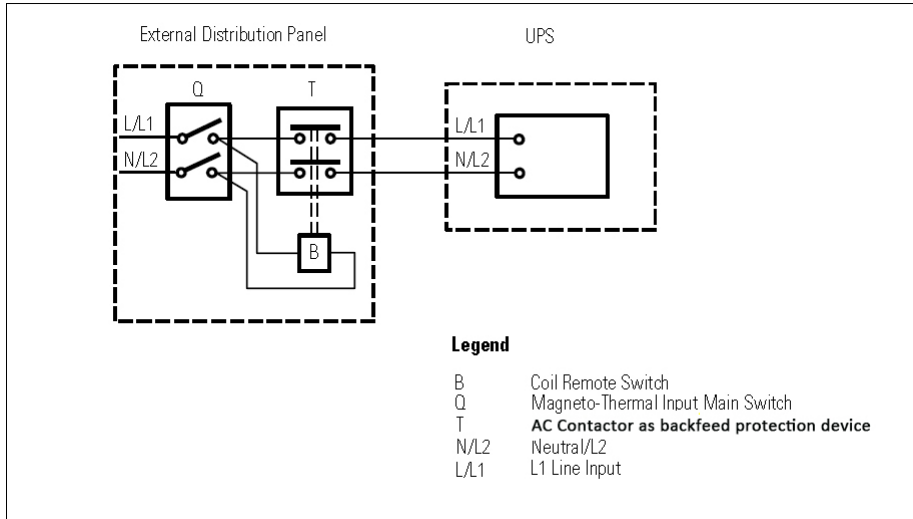 External Distribution Panel
UPS
Q
T
L/L1
N/L2
L/L1
N/L2
B
Legend
B Coil Remote Switch
Q Magneto-Thermal Input Main Switch
T AC Contactor as backfeed protection device
N/L2 Neutral/L2
L/L1 L1 Line Input